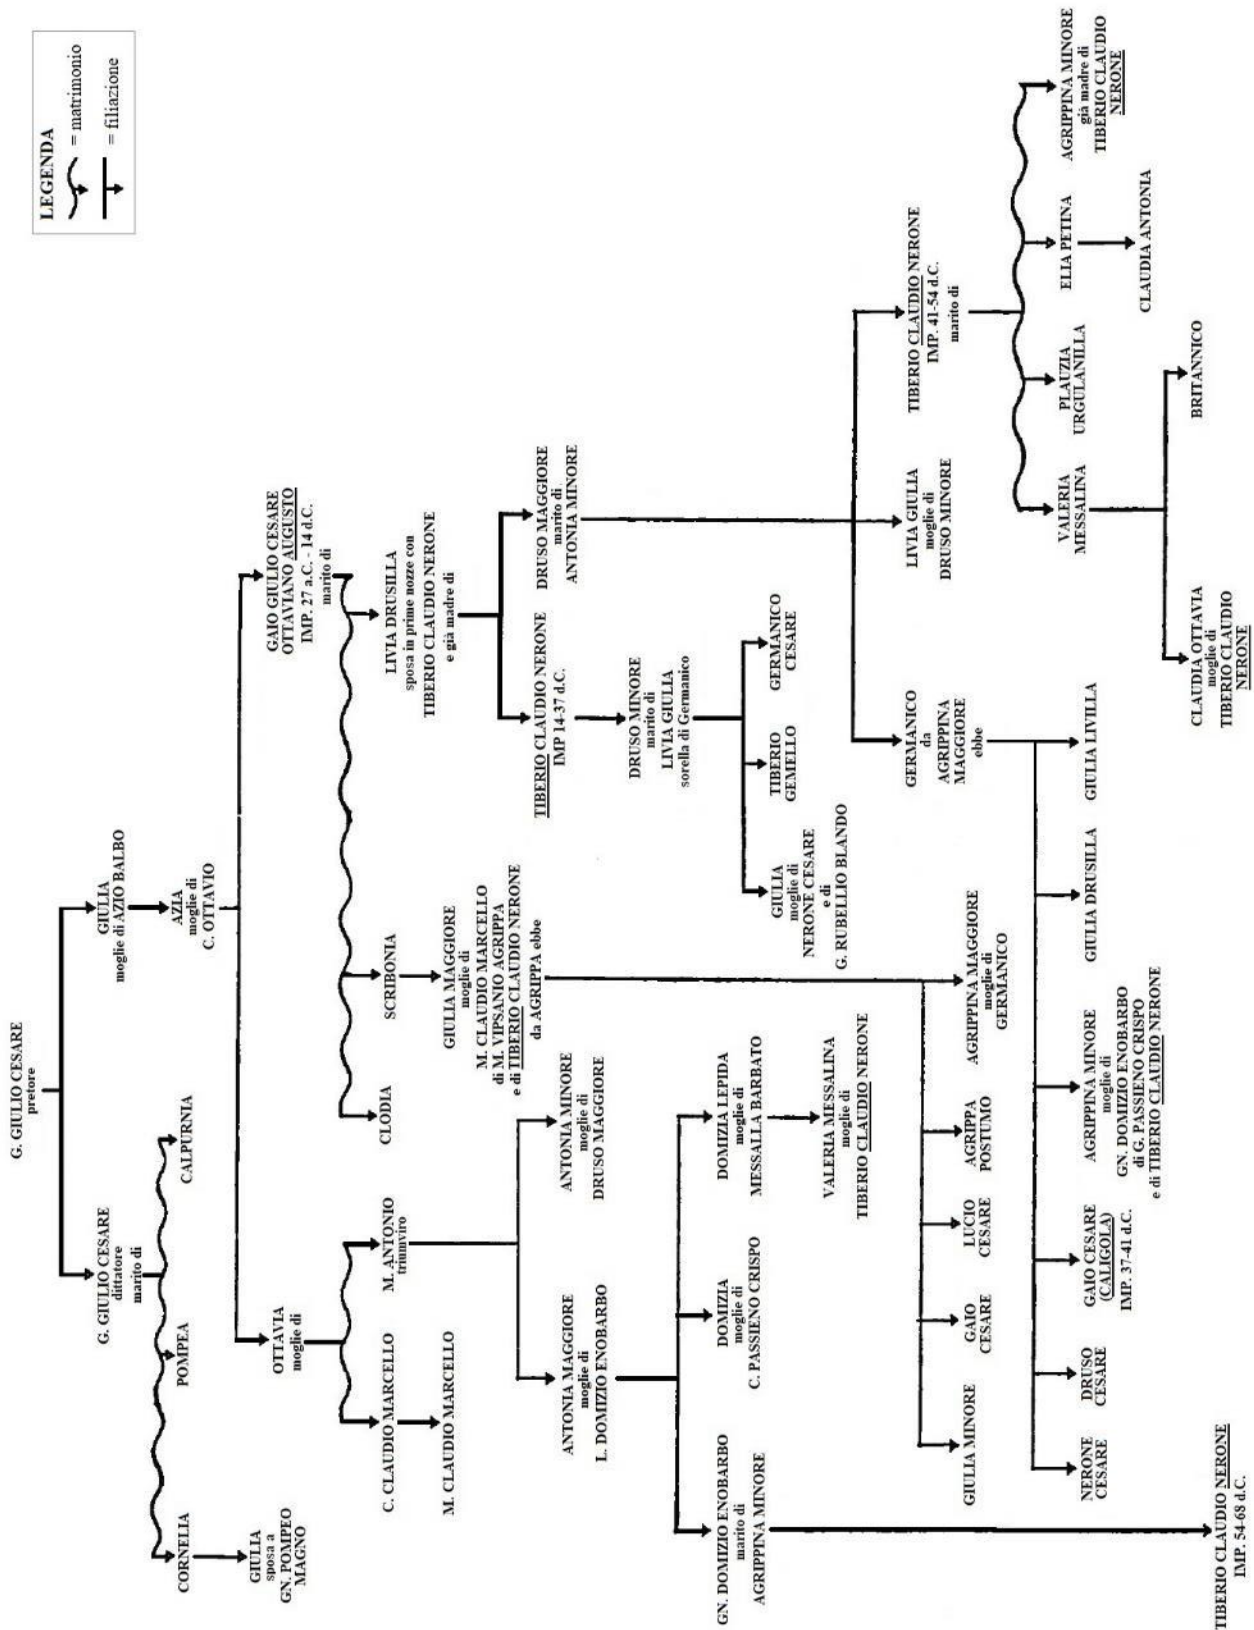 LEGENDA
= matrimonio
= filiazione
G. GIULIO CESARE
pretore
G. GIULIO CESARE
dittatore
marito di
GIULIA
moglie di AZIO BALBO
CORNELIA
POMPEA
CALPURNIA
AZIA
moglie di
C. OTTAVIO
GIULIA
sposa a
GN. POMPEO
MAGNO
OTTAVIA
moglie di
GAIO GIULIO CESARE
OTTAVIANO AUGUSTO
IMP. 27 a.C. - 14 d.C.
marito di
C. CLAUDIO MARCELLO
M. ANTONIO
triumviro
CLODIA
SCRIBONIA
LIVIA DRUSILLA
sposa in prime nozze con
TIBERIO CLAUDIO NERONE
e già madre di
M. CLAUDIO MARCELLO
GIULIA MAGGIORE
moglie di
M. CLAUDIO MARCELLO
di M. VIPSANIO AGRIPPA
e di TIBERIO CLAUDIO NERONE
da AGRIPPA ebbe
ANTONIA MAGGIORE
moglie di
L. DOMIZIO ENOBARBO
ANTONIA MINORE
moglie di
DRUSO MAGGIORE
TIBERIO CLAUDIO NERONE
IMP 14-37 d.C.
DRUSO MAGGIORE
marito di
ANTONIA MINORE
DRUSO MINORE
marito di
LIVIA GIULIA
sorella di Germanico
GN. DOMIZIO ENOBARBO
marito di
AGRIPPINA MINORE
DOMIZIA
moglie di
C. PASSIENO CRISPO
DOMIZIA LEPIDA
moglie di
MESSALLA BARBATO
GIULIA
moglie di
NERONE CESARE
e di
G. RUBELLIO BLANDO
TIBERIO
GEMELLO
GERMANICO
CESARE
VALERIA MESSALINA
moglie di
TIBERIO CLAUDIO NERONE
GERMANICO
da
AGRIPPINA
MAGGIORE
ebbe
LIVIA GIULIA
moglie di
DRUSO MINORE
TIBERIO CLAUDIO NERONE
IMP. 41-54 d.C.
marito di
GIULIA MINORE
GAIO
CESARE
LUCIO
CESARE
AGRIPPA
POSTUMO
AGRIPPINA MAGGIORE
moglie di
GERMANICO
VALERIA
MESSALINA
PLAUZIA
URGULANILLA
ELIA PETINA
AGRIPPINA MINORE
già madre di
TIBERIO CLAUDIO
NERONE
NERONE
CESARE
DRUSO
CESARE
GAIO CESARE
(CALIGOLA)
IMP. 37-41 d.C.
AGRIPPINA MINORE
moglie di
GN. DOMIZIO ENOBARBO
di G. PASSIENO CRISPO
e di TIBERIO CLAUDIO NERONE
GIULIA DRUSILLA
GIULIA LIVILLA
CLAUDIA ANTONIA
CLAUDIA OTTAVIA
moglie di
TIBERIO CLAUDIO
NERONE
BRITANNICO
TIBERIO CLAUDIO NERONE
IMP. 54-68 d.C.